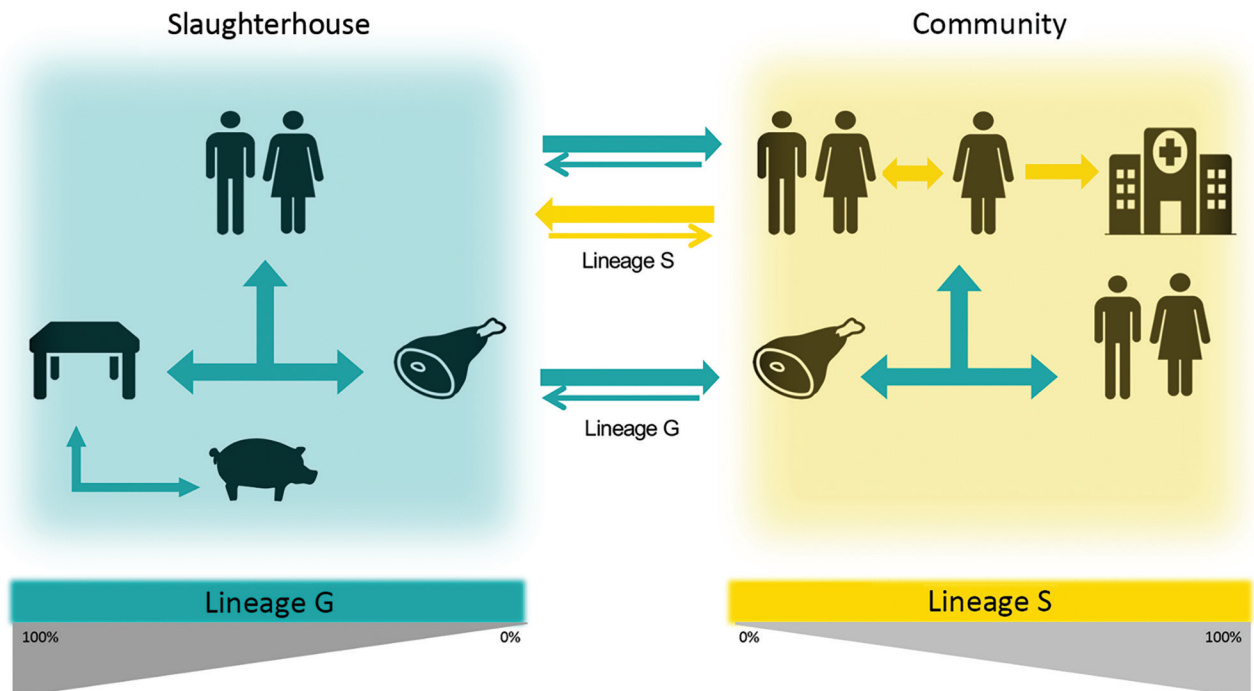 Slaughterhouse
Community
Lineage S
Lineage G
Lineage G
Lineage S
100%
0%
0%
100%